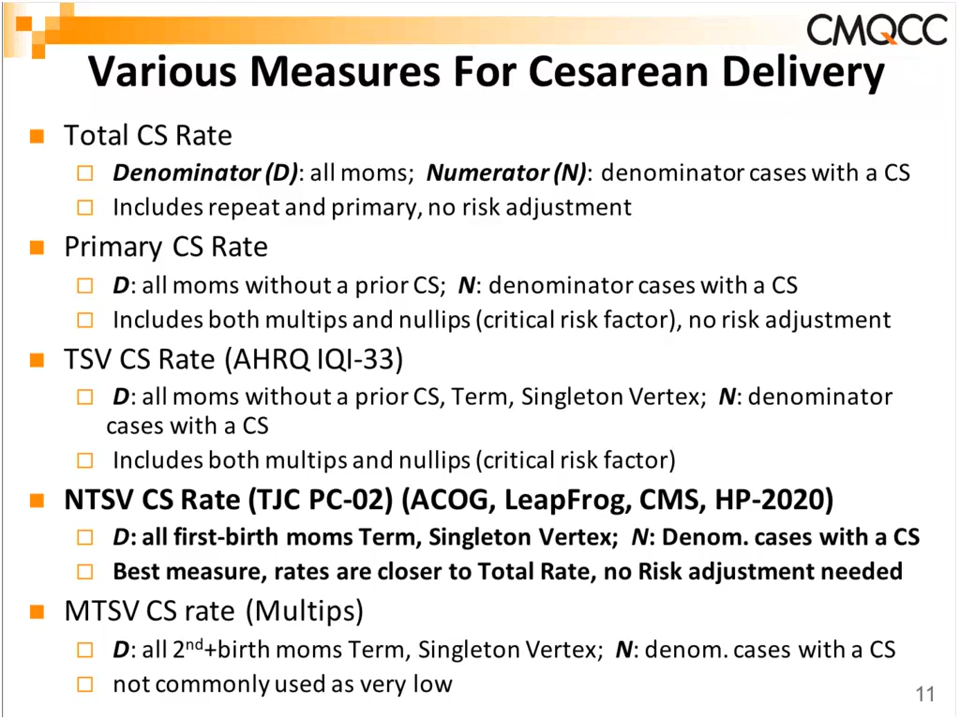 CMQCC
Various Measures For Cesarean Delivery
Total CS Rate
Denominator (D): all moms; Numerator (N): denominator cases with a CS
Includes repeat and primary, no risk adjustment
Primary CS Rate
D: all moms without a prior CS; N: denominator cases with a CS
Includes both multips and nullips (critical risk factor), no risk adjustment
TSV CS Rate (AHRQ IQI-33)
D: all moms without a prior CS, Term, Singleton Vertex; N: denominator
cases with a CS
Includes both multips and nullips (critical risk factor)
NTSV CS Rate (TJC PC-02) (ACOG, LeapFrog, CMS, HP-2020)
D: all first-birth moms Term, Singleton Vertex; N: Denom. cases with a CS
Best measure, rates are closer to Total Rate, no Risk adjustment needed
MTSV CS rate (Multips)
D: all 2nd+birth moms Term, Singleton Vertex; N: denom. cases with a CS
not commonly used as very low
11